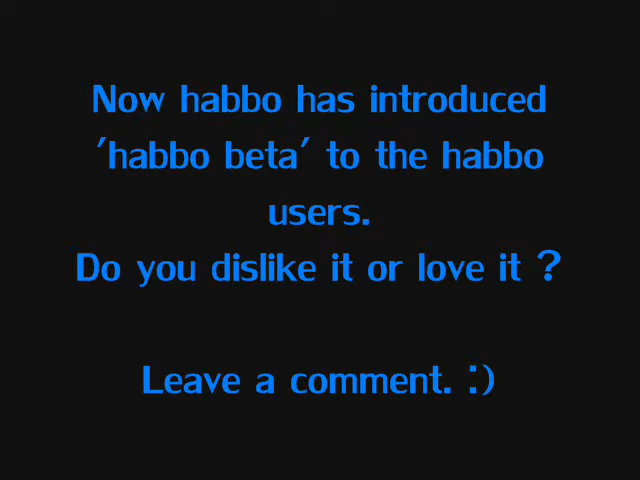 Now habbo has introduced
'habbo beta' to the habbo
users.
Do you dislike it or love it ?
Leave a comment. :)